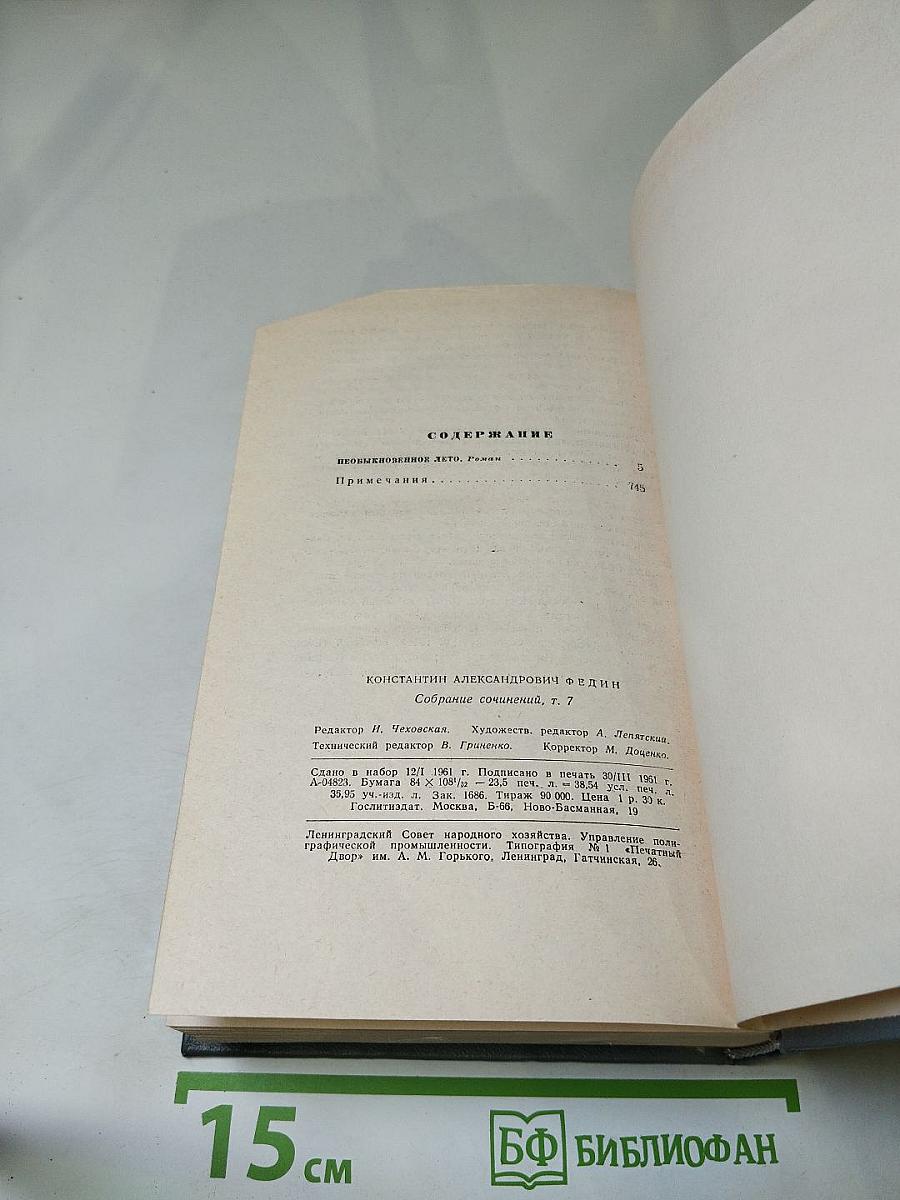 СОДЕРЖАНИЕ
НЕОБЫКНОВЕННОЕ ЛЕТО. Роман . . . . . . . . . . . . . 5
Примечания. . . . . . . . . . . . . . . . . . . . . 745
КОНСТАНТИН АЛЕКСАНДРОВИЧ ФЕДИН
Собрание сочинений, т. 7
Редактор И. Чеховская. Художеств. редактор А. Лепятский.
Технический редактор В. Гриненко. Корректор М. Доценко.
Сдано в набор 12/I 1961 г. Подписано в печать 30/III 1961 г.
А-04823. Бумага 84 × 108¹/₃₂ — 23,5 печ. л. = 38,54 усл. печ. л.
35,95 уч.-изд. л. Зак. 1686. Тираж 90 000. Цена 1 р. 30 к.
Гослитиздат. Москва, Б-66, Ново-Басманная, 19
Ленинградский Совет народного хозяйства. Управление поли-
графической промышленности. Типография № 1 «Печатный
Двор» им. А. М. Горького, Ленинград, Гатчинская, 26.
15 см
БФ БИБЛИОФАН